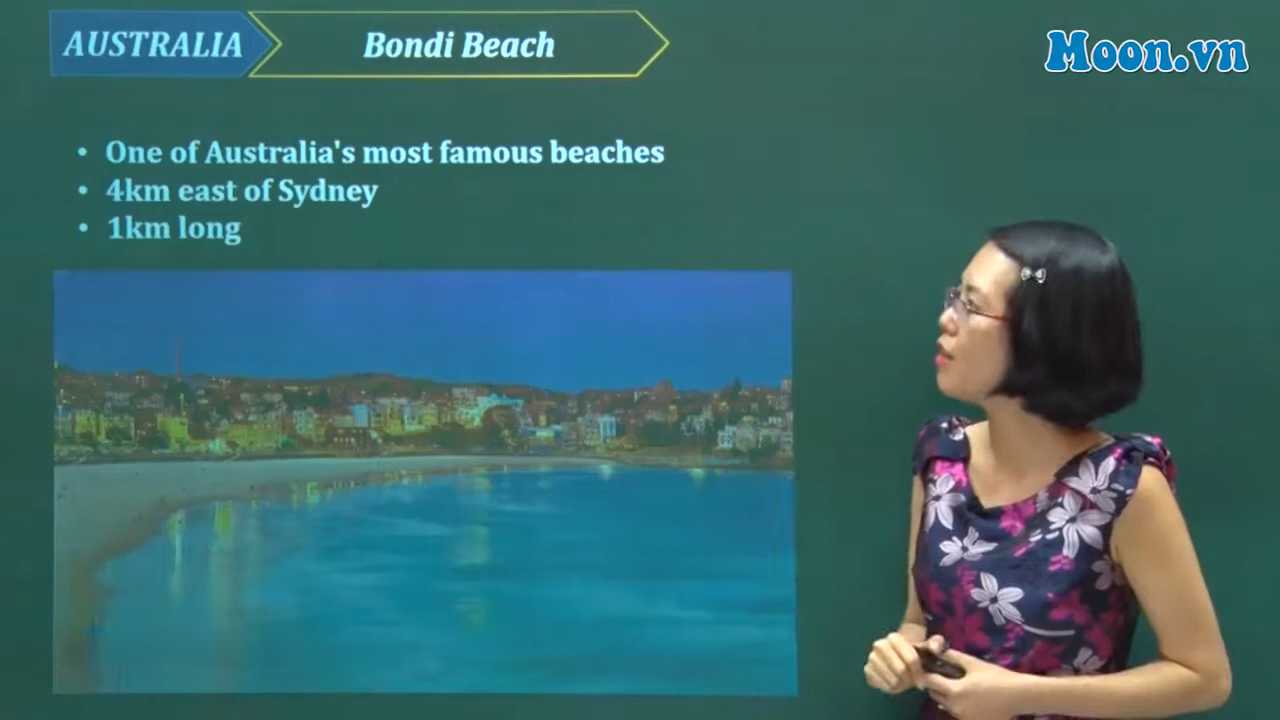 AUSTRALIA
Bondi Beach
Moon.vn
• One of Australia's most famous beaches
• 4km east of Sydney
• 1km long